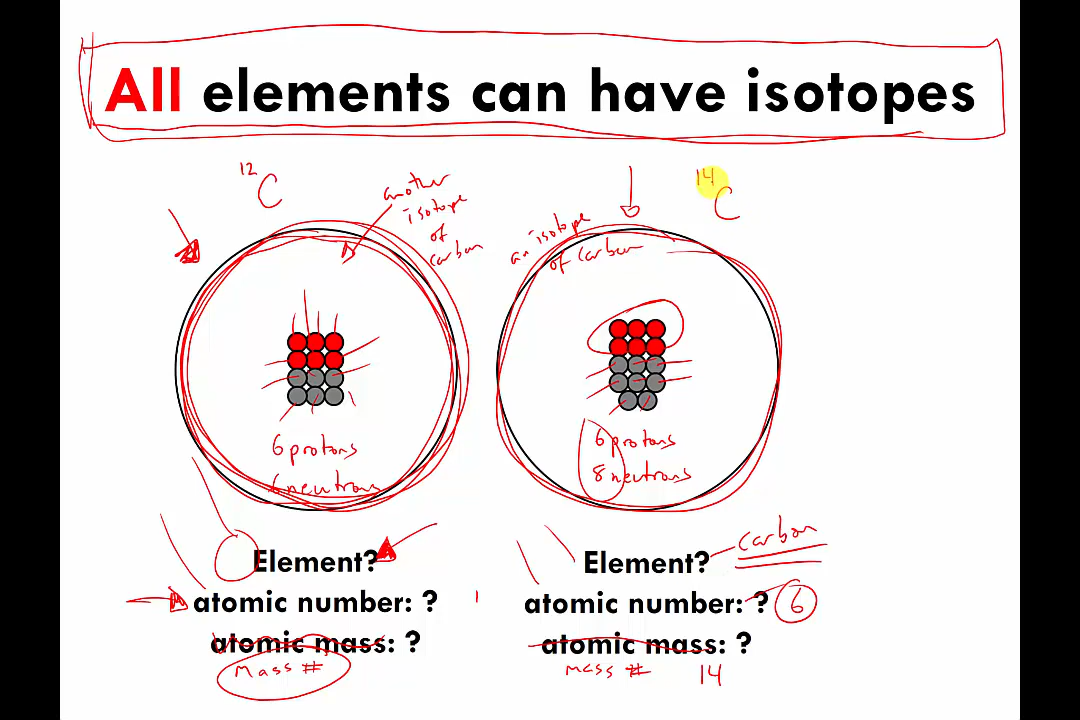 All elements can have isotopes
12
C
another
isotope
of
carbon
14
C
an isotope
of carbon
6 protons
6 neutrons
6 protons
8 neutrons
Element?
atomic number: ?
atomic mass: ?
mass #
Element? carbon
atomic number: ? 6
atomic mass: ?
mass # 14